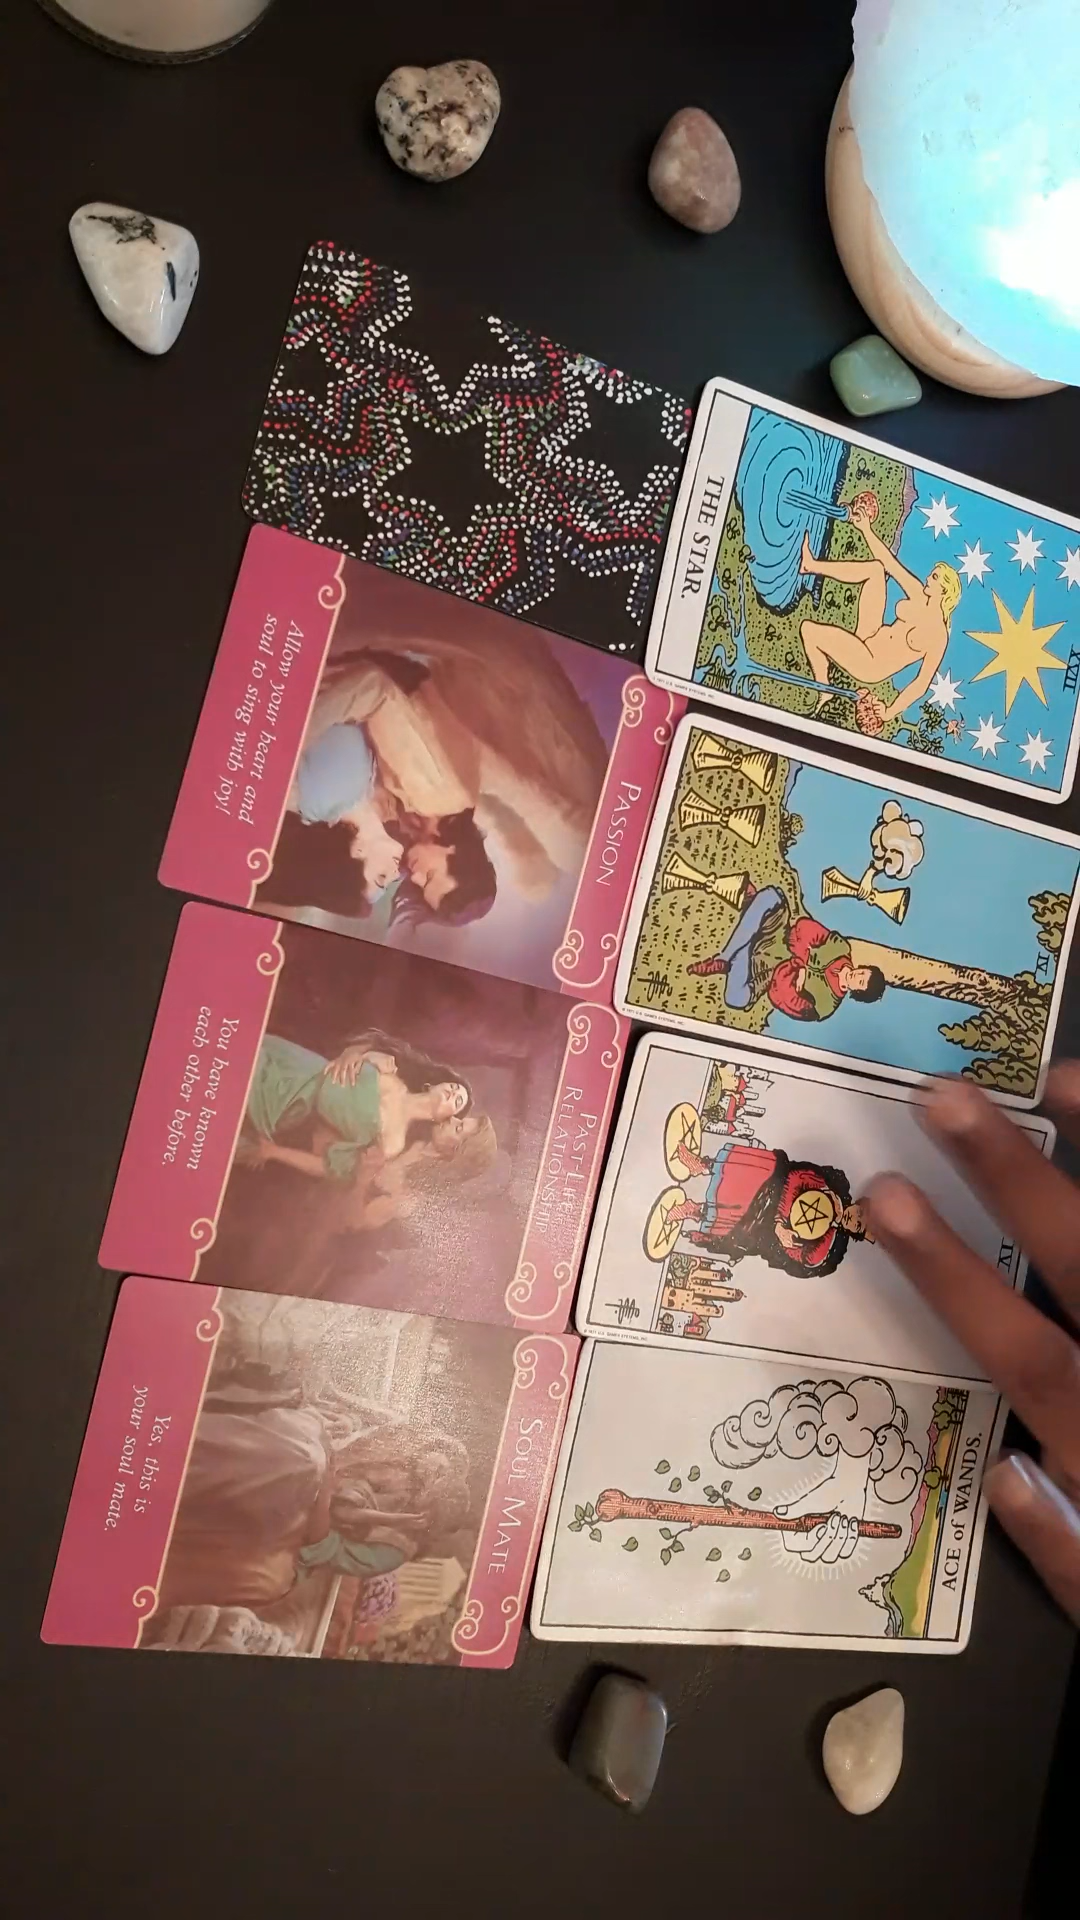 THE STAR.
XVII
PASSION
Allow your heart and
soul to sing with joy!
IV
PAST-LIFE
RELATIONSHIP
You have known
each other before.
IV
SOUL MATE
Yes, this is
your soul mate.
ACE of WANDS.